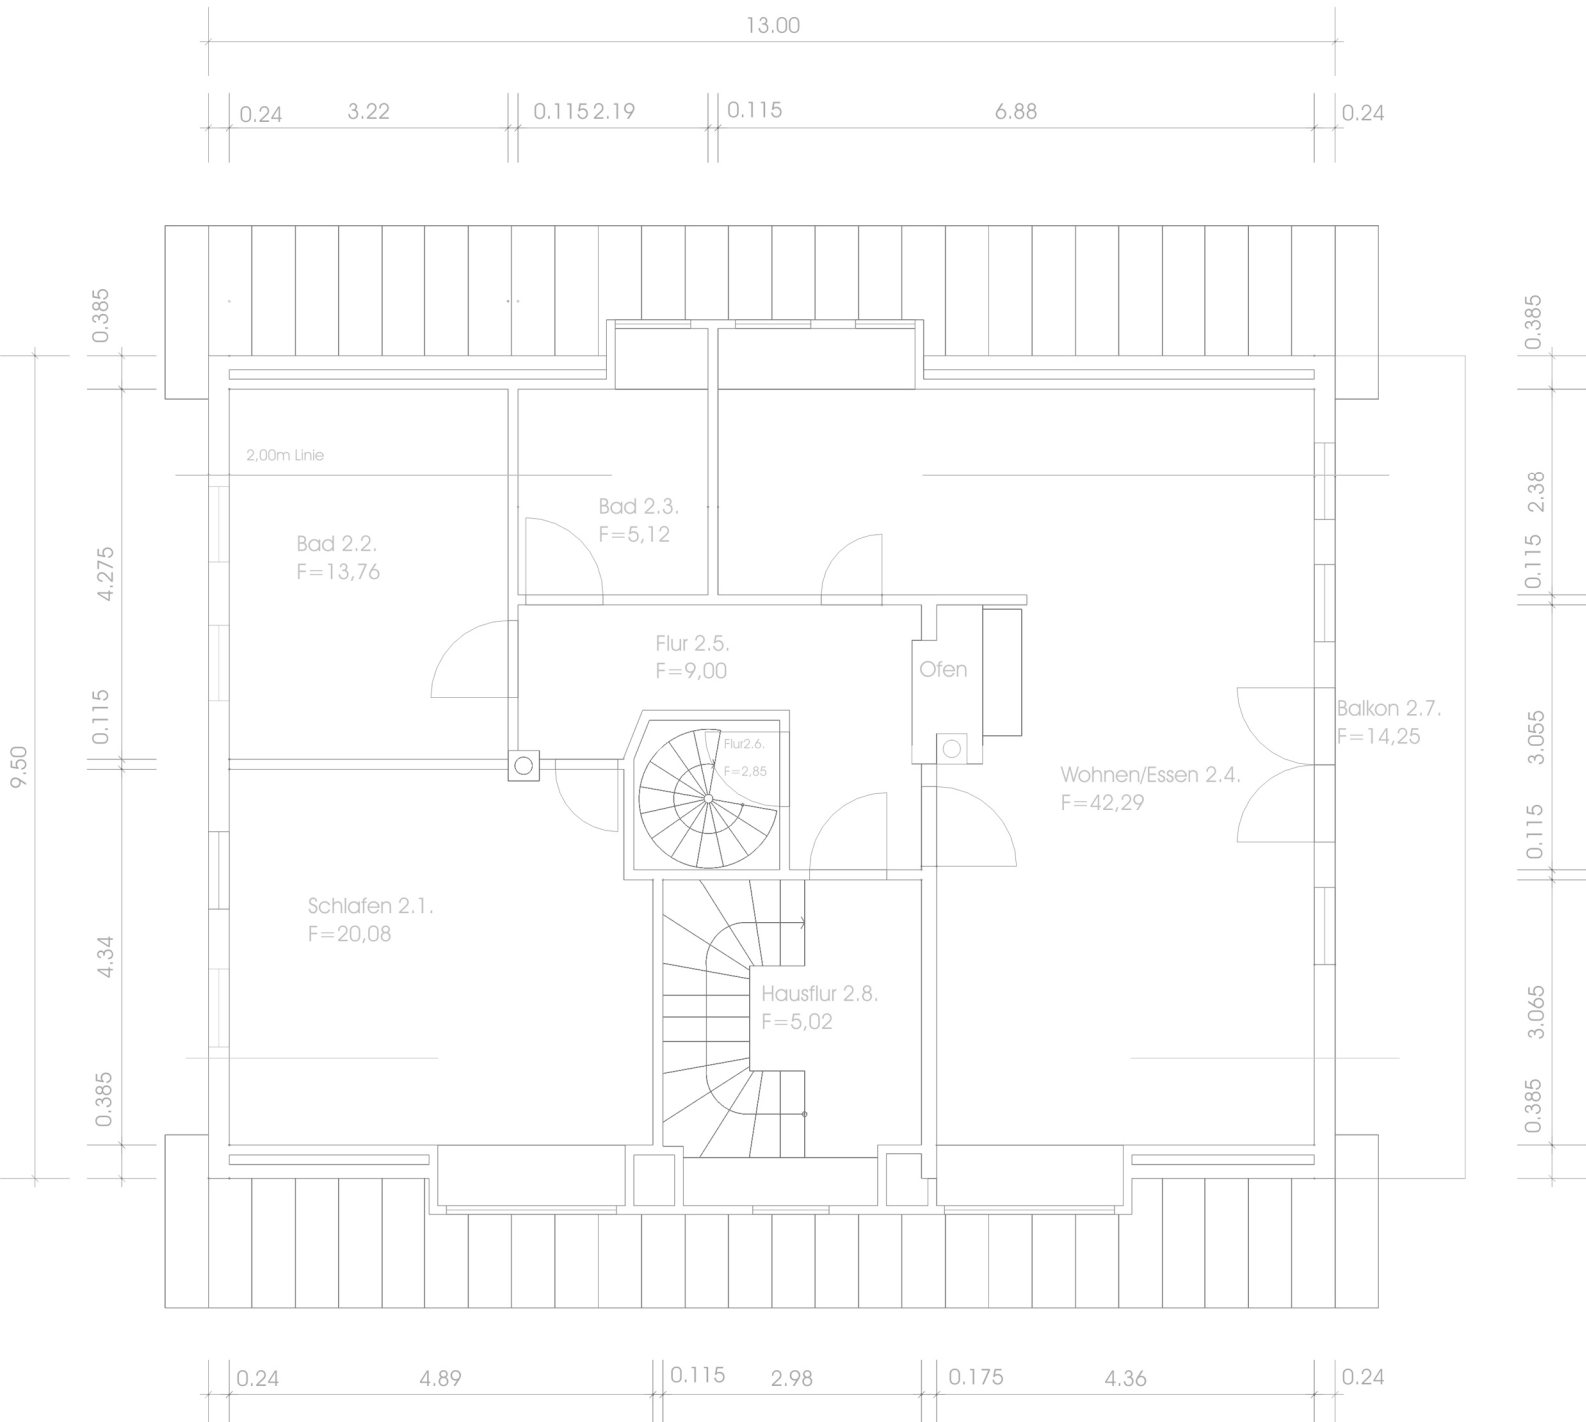 13.00
0.24 3.22 0.115 2.19 0.115 6.88 0.24
0.385
0.385
2,00m Linie
Bad 2.3.
F=5,12
2.38
Bad 2.2.
F=13,76
4.275
0.115
Flur 2.5.
F=9,00
Ofen
Balkon 2.7.
F=14,25
0.115
9.50
Flur2.6.
F=2,85
3.055
Wohnen/Essen 2.4.
F=42,29
0.115
Schlafen 2.1.
F=20,08
4.34
Hausflur 2.8.
F=5,02
3.065
0.385
0.385
0.24 4.89 0.115 2.98 0.175 4.36 0.24